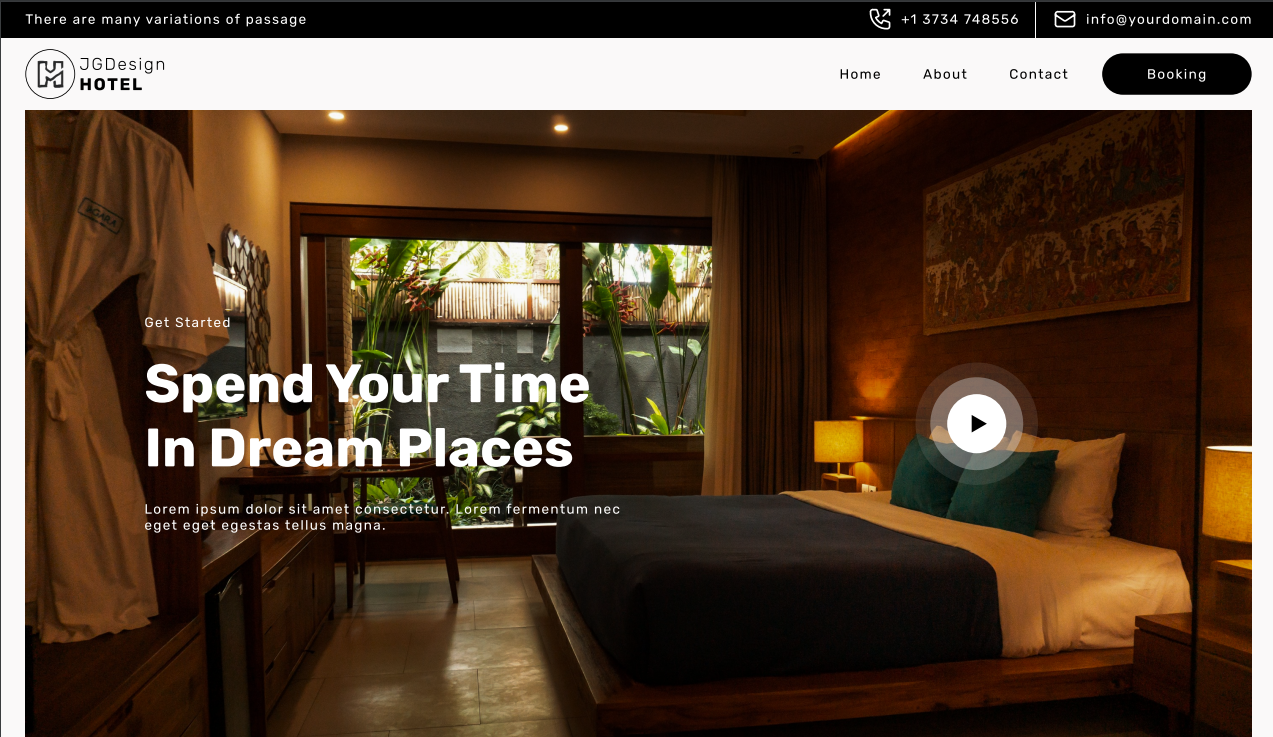 There are many variations of passage
+1 3734 748556
info@yourdomain.com
JGDesign
HOTEL
Home
About
Contact
Booking
AGARA
Get Started
Spend Your Time
In Dream Places
Lorem ipsum dolor sit amet consectetur. Lorem fermentum nec
eget eget egestas tellus magna.